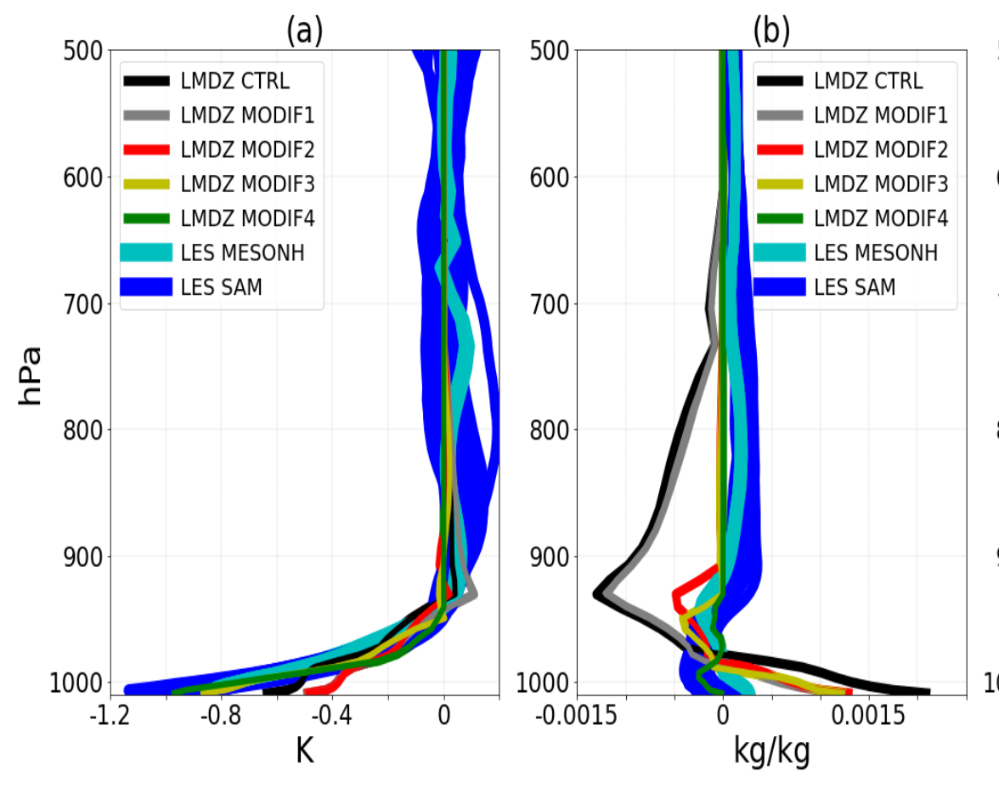 (a)
500
600
700
800
900
1000
hPa
LMDZ CTRL
LMDZ MODIF1
LMDZ MODIF2
LMDZ MODIF3
LMDZ MODIF4
LES MESONH
LES SAM
-1.2 -0.8 -0.4 0
K
(b)
500
600
700
800
900
1000
LMDZ CTRL
LMDZ MODIF1
LMDZ MODIF2
LMDZ MODIF3
LMDZ MODIF4
LES MESONH
LES SAM
-0.0015 0 0.0015
kg/kg
10